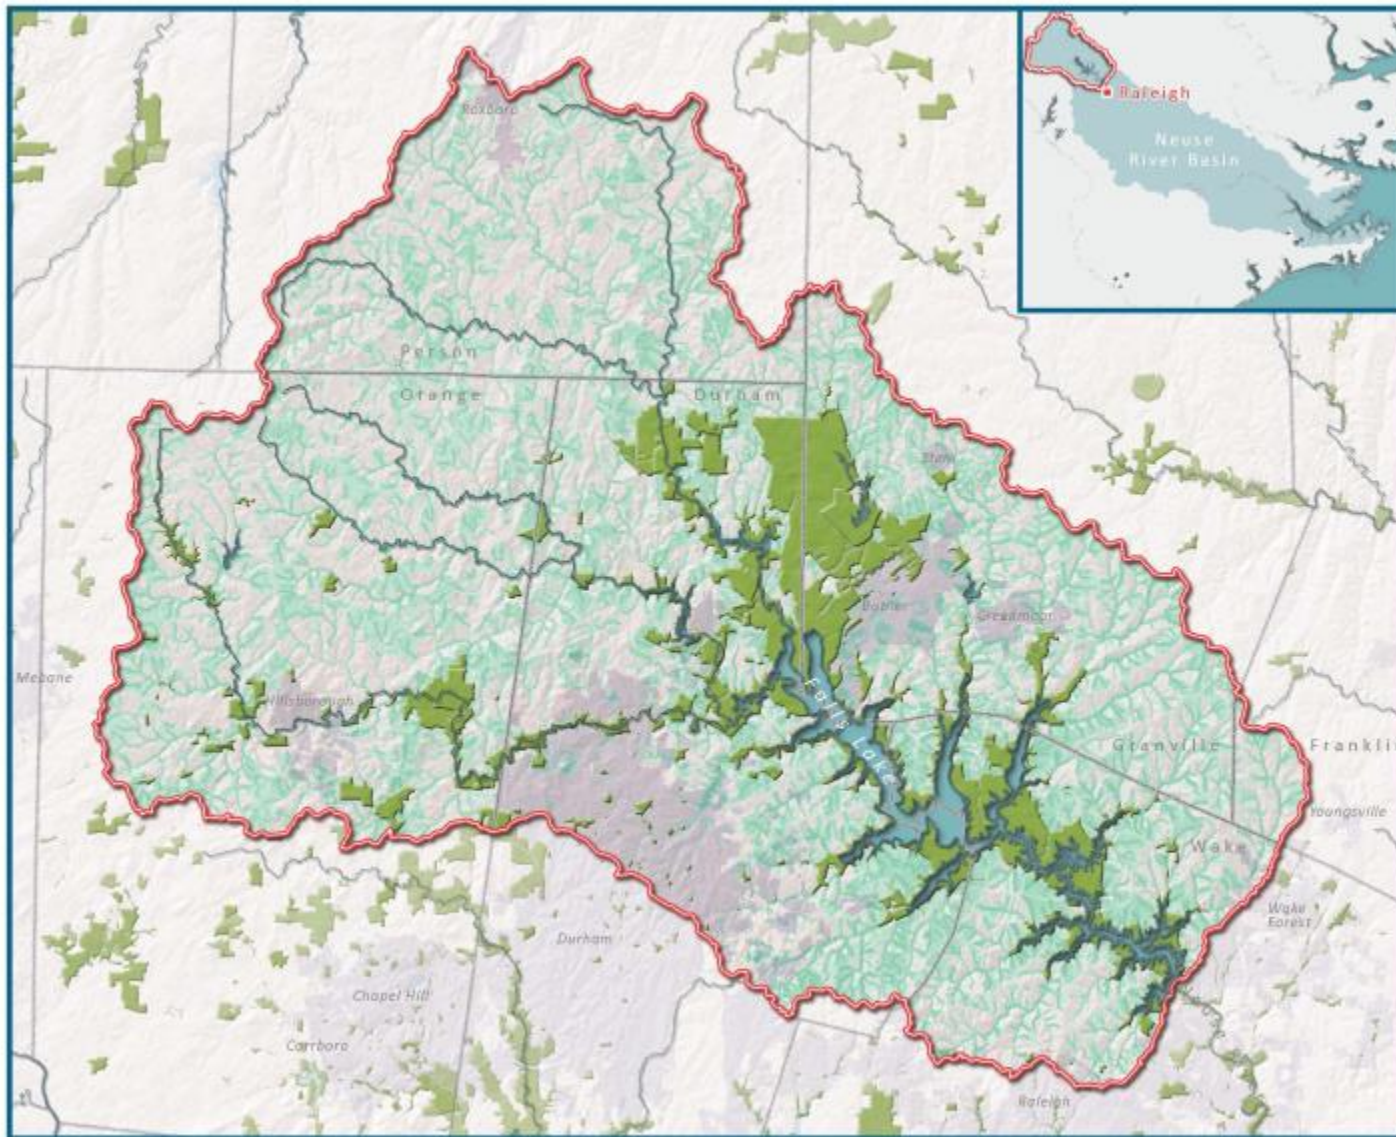 Raleigh
Neuse
River Basin
Roxboro
Person
Orange
Durham
Stem
Butner
Creedmoor
Mebane
Hillsborough
Falls Lake
Granville
Franklin
Youngsville
Wake
Wake
Forest
Durham
Chapel Hill
Carrboro
Raleigh